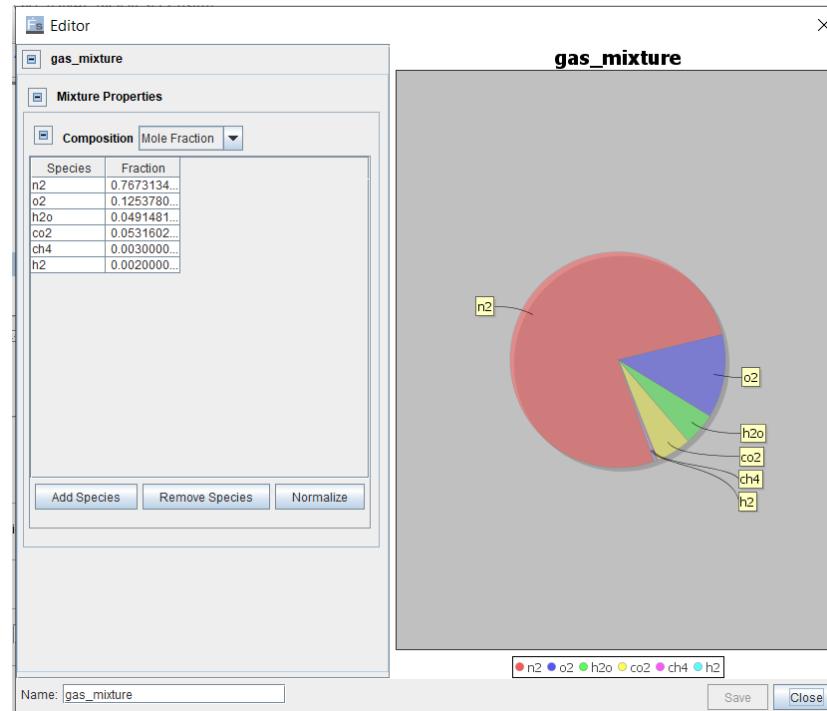 Fs Editor
gas_mixture
Mixture Properties
Composition Mole Fraction
Species Fraction
n2 0.7673134...
o2 0.1253780...
h2o 0.0491481...
co2 0.0531602...
ch4 0.0030000...
h2 0.0020000...
Add Species Remove Species Normalize
gas_mixture
n2
o2
h2o
co2
ch4
h2
n2 o2 h2o co2 ch4 h2
Name: gas_mixture
Save Close